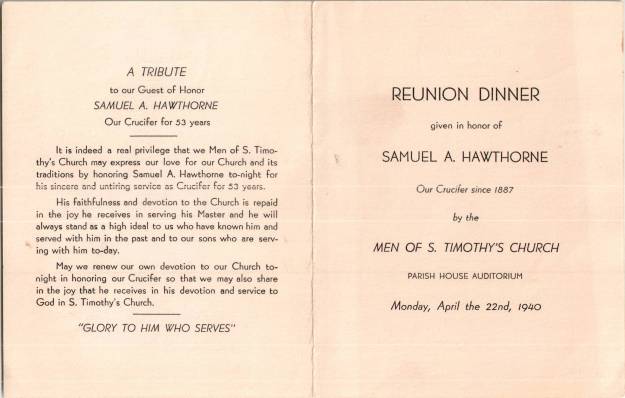 A TRIBUTE
to our Guest of Honor
SAMUEL A. HAWTHORNE
Our Crucifer for 53 years
It is indeed a real privilege that we Men of S. Timo-
thy's Church may express our love for our Church and its
traditions by honoring Samuel A. Hawthorne to-night for
his sincere and untiring service as Crucifer for 53 years.
His faithfulness and devotion to the Church is repaid
in the joy he receives in serving his Master and he will
always stand as a high ideal to us who have known him and
served with him in the past and to our sons who are serv-
ing with him to-day.
May we renew our own devotion to our Church to-
night in honoring our Crucifer so that we may also share
in the joy that he receives in his devotion and service to
God in S. Timothy's Church.
"GLORY TO HIM WHO SERVES"
REUNION DINNER
given in honor of
SAMUEL A. HAWTHORNE
Our Crucifer since 1887
by the
MEN OF S. TIMOTHY'S CHURCH
PARISH HOUSE AUDITORIUM
Monday, April the 22nd, 1940